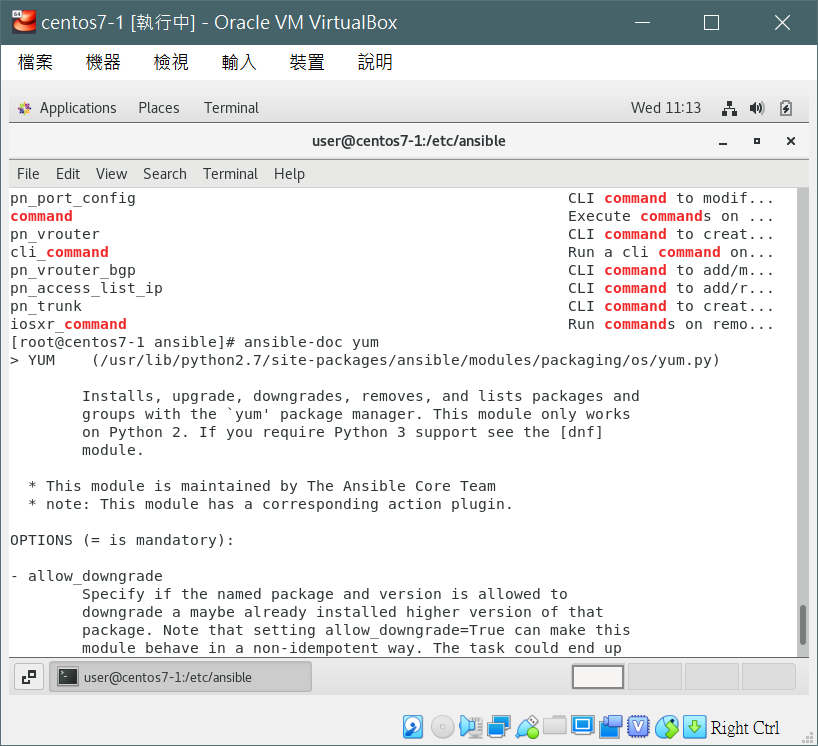 centos7-1 [執行中] - Oracle VM VirtualBox
檔案 機器 檢視 輸入 裝置 說明
Applications Places Terminal Wed 11:13
user@centos7-1:/etc/ansible
File Edit View Search Terminal Help
pn_port_config CLI command to modif...
command Execute commands on ...
pn_vrouter CLI command to creat...
cli_command Run a cli command on...
pn_vrouter_bgp CLI command to add/m...
pn_access_list_ip CLI command to add/r...
pn_trunk CLI command to creat...
iosxr_command Run commands on remo...
[root@centos7-1 ansible]# ansible-doc yum
> YUM (/usr/lib/python2.7/site-packages/ansible/modules/packaging/os/yum.py)
Installs, upgrade, downgrades, removes, and lists packages and
groups with the `yum' package manager. This module only works
on Python 2. If you require Python 3 support see the [dnf]
module.
* This module is maintained by The Ansible Core Team
* note: This module has a corresponding action plugin.
OPTIONS (= is mandatory):
- allow_downgrade
Specify if the named package and version is allowed to
downgrade a maybe already installed higher version of that
package. Note that setting allow_downgrade=True can make this
module behave in a non-idempotent way. The task could end up
user@centos7-1:/etc/ansible
Right Ctrl